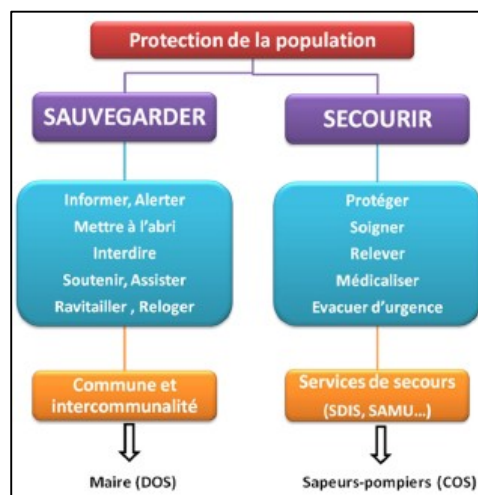 Protection de la population
SAUVEGARDER
Informer, Alerter
Mettre à l'abri
Interdire
Soutenir, Assister
Ravitailler , Reloger
Commune et
intercommunalité
Maire (DOS)
SECOURIR
Protéger
Soigner
Relever
Médicaliser
Evacuer d'urgence
Services de secours
(SDIS, SAMU...)
Sapeurs-pompiers (COS)